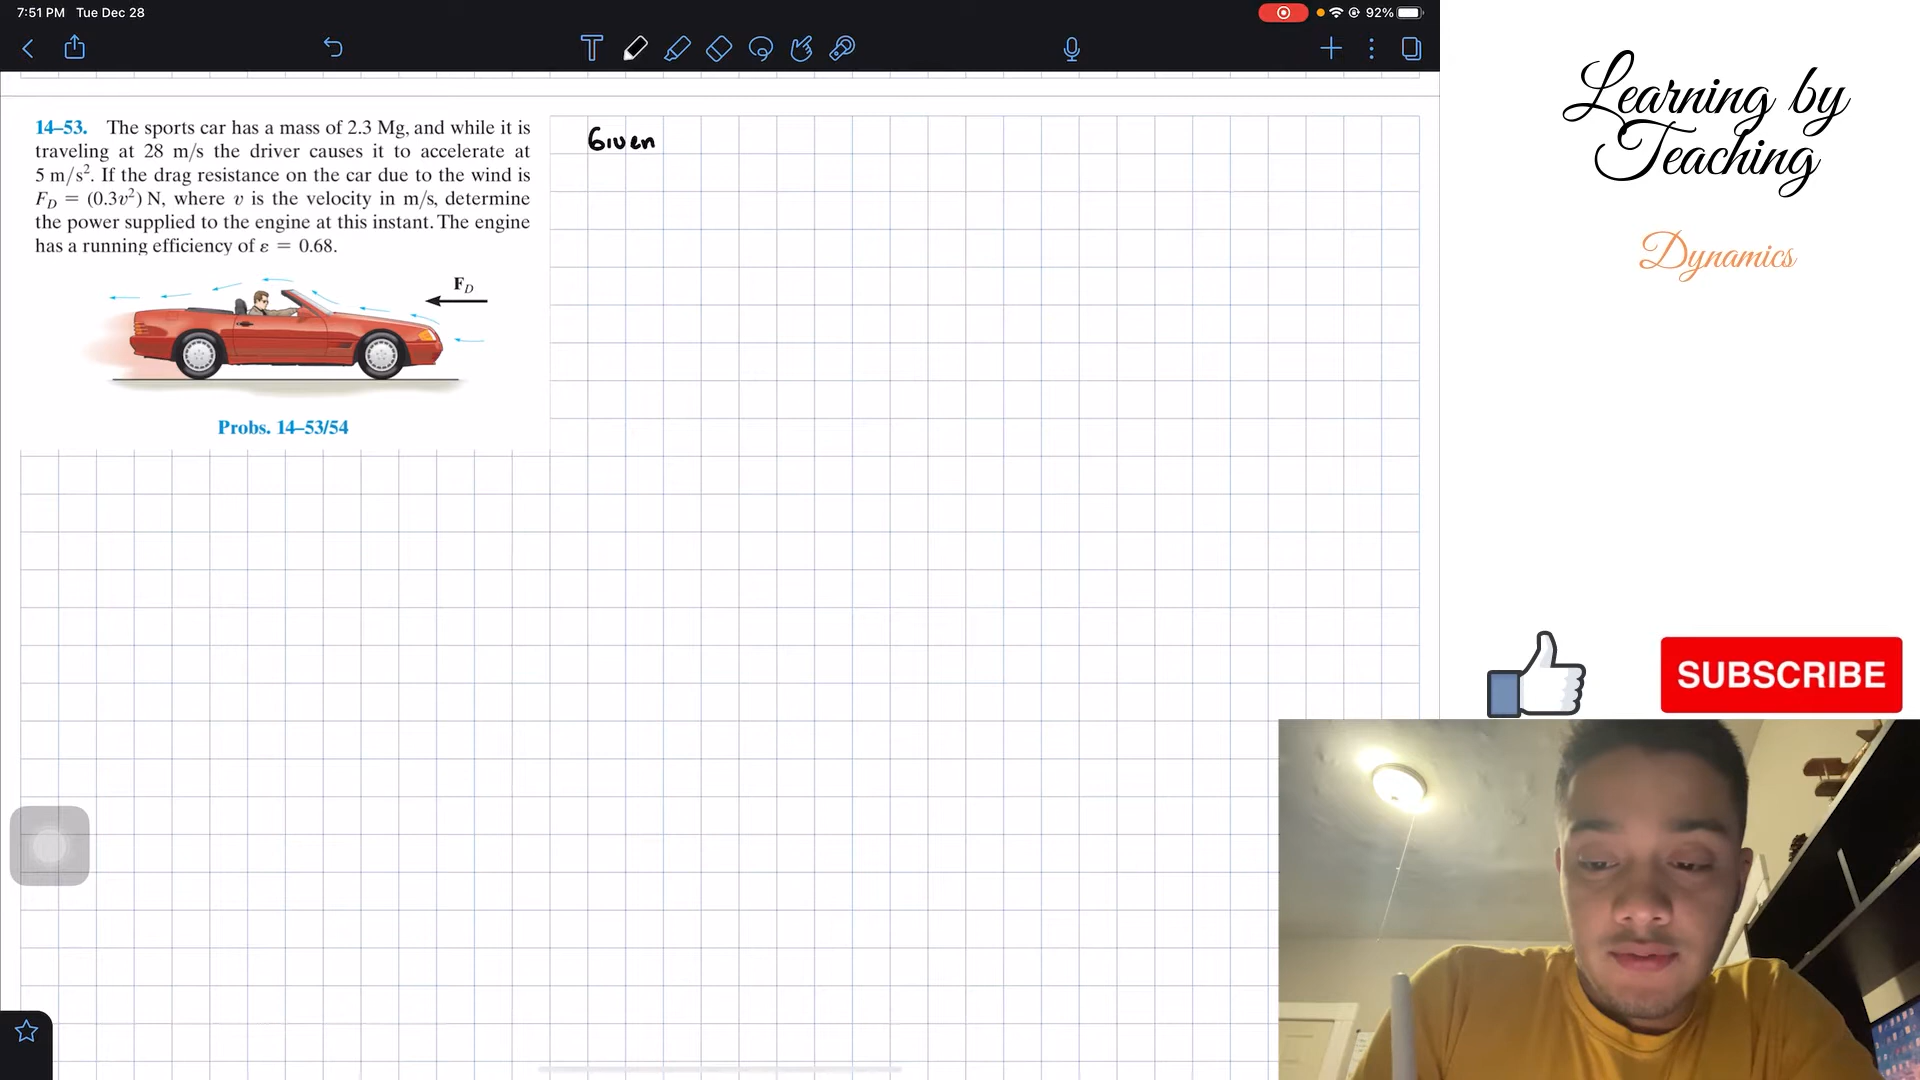 7:51 PM Tue Dec 28
92%
14–53. The sports car has a mass of 2.3 Mg, and while it is
traveling at 28 m/s the driver causes it to accelerate at
5 m/s². If the drag resistance on the car due to the wind is
F_D = (0.3v²) N, where v is the velocity in m/s, determine
the power supplied to the engine at this instant. The engine
has a running efficiency of ε = 0.68.
F_D
Probs. 14–53/54
Given
Learning by
Teaching
Dynamics
SUBSCRIBE